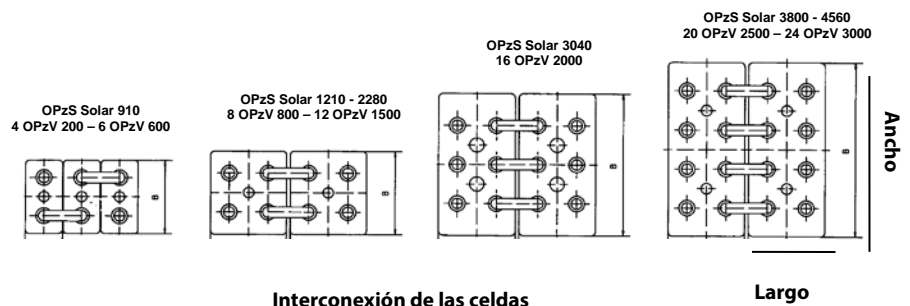 OPzS Solar 910
4 OPzV 200 – 6 OPzV 600
OPzS Solar 1210 - 2280
8 OPzV 800 – 12 OPzV 1500
OPzS Solar 3040
16 OPzV 2000
OPzS Solar 3800 - 4560
20 OPzV 2500 – 24 OPzV 3000
B
B
B
B
Ancho
Largo
Interconexión de las celdas